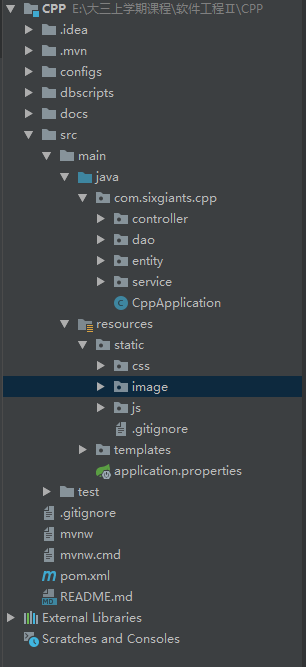 CPP E:\大三上学期课程\软件工程Ⅱ\CPP
.idea
.mvn
configs
dbscripts
docs
src
main
java
com.sixgiants.cpp
controller
dao
entity
service
CppApplication
resources
static
css
image
js
.gitignore
templates
application.properties
test
.gitignore
mvnw
mvnw.cmd
pom.xml
README.md
External Libraries
Scratches and Consoles